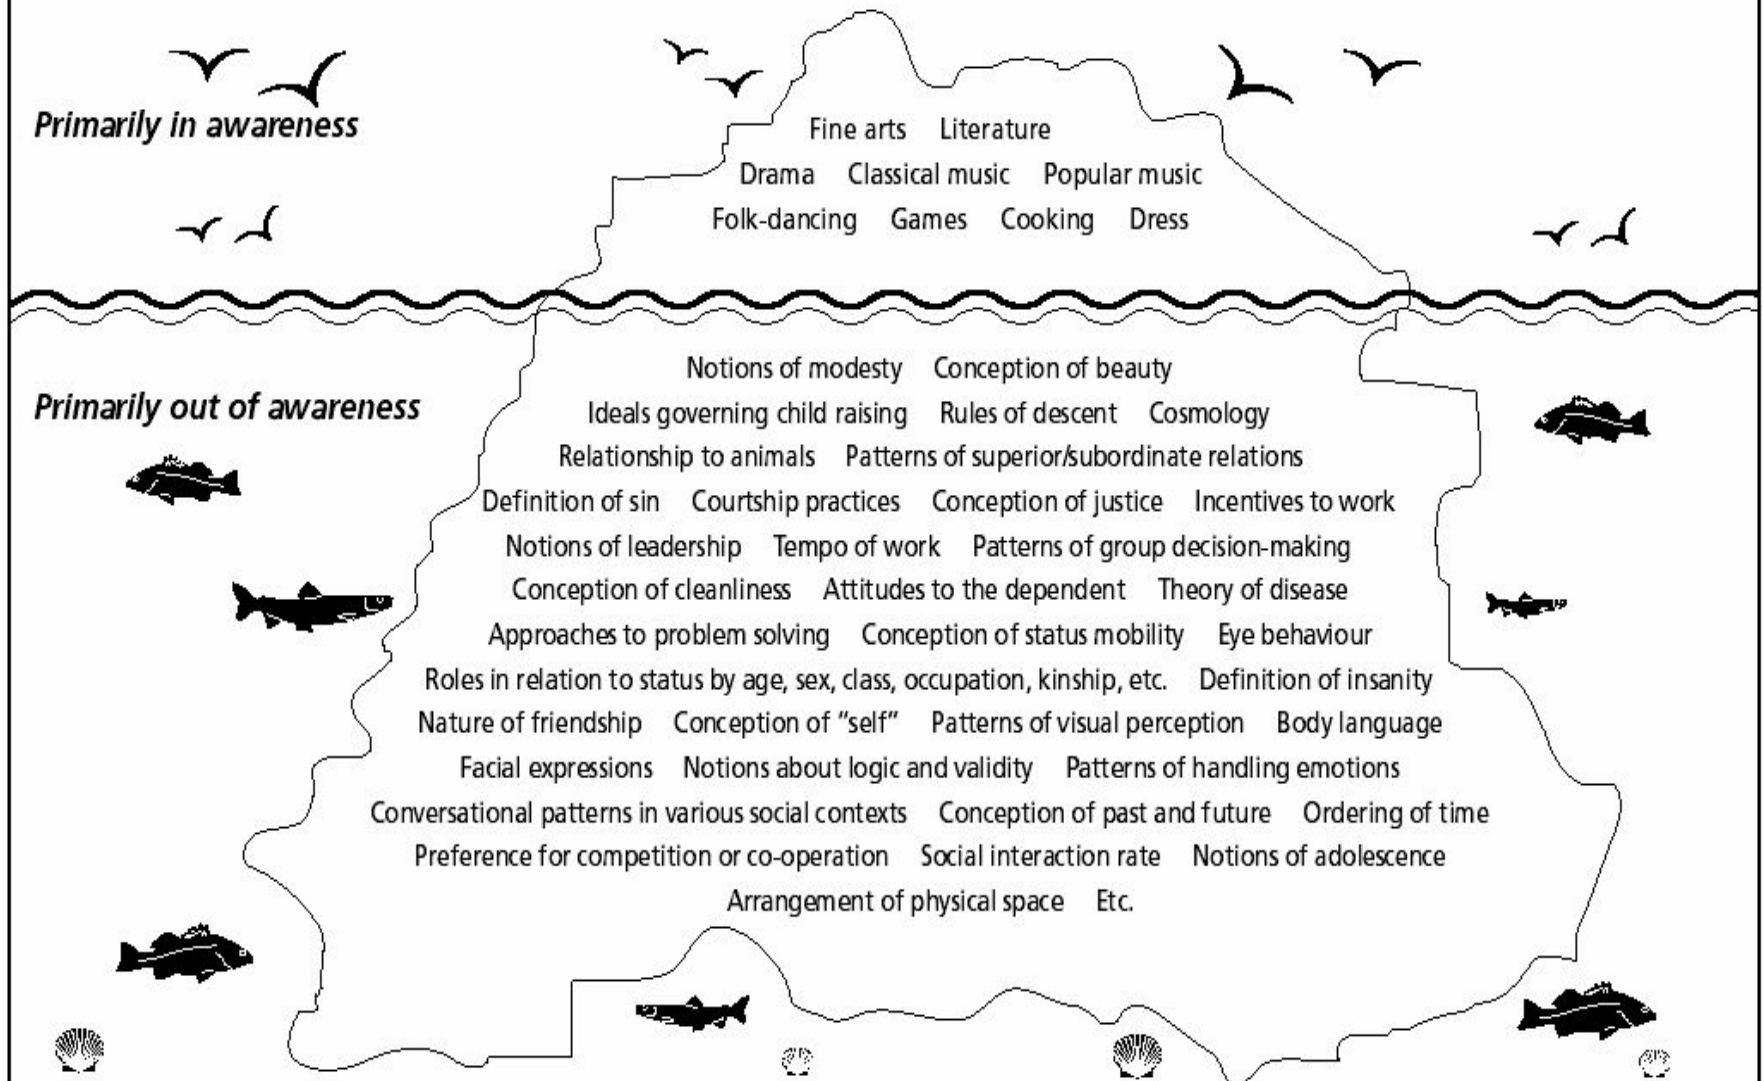 Primarily in awareness
Fine arts Literature
Drama Classical music Popular music
Folk-dancing Games Cooking Dress
Primarily out of awareness
Notions of modesty Conception of beauty
Ideals governing child raising Rules of descent Cosmology
Relationship to animals Patterns of superior/subordinate relations
Definition of sin Courtship practices Conception of justice Incentives to work
Notions of leadership Tempo of work Patterns of group decision-making
Conception of cleanliness Attitudes to the dependent Theory of disease
Approaches to problem solving Conception of status mobility Eye behaviour
Roles in relation to status by age, sex, class, occupation, kinship, etc. Definition of insanity
Nature of friendship Conception of “self” Patterns of visual perception Body language
Facial expressions Notions about logic and validity Patterns of handling emotions
Conversational patterns in various social contexts Conception of past and future Ordering of time
Preference for competition or co-operation Social interaction rate Notions of adolescence
Arrangement of physical space Etc.